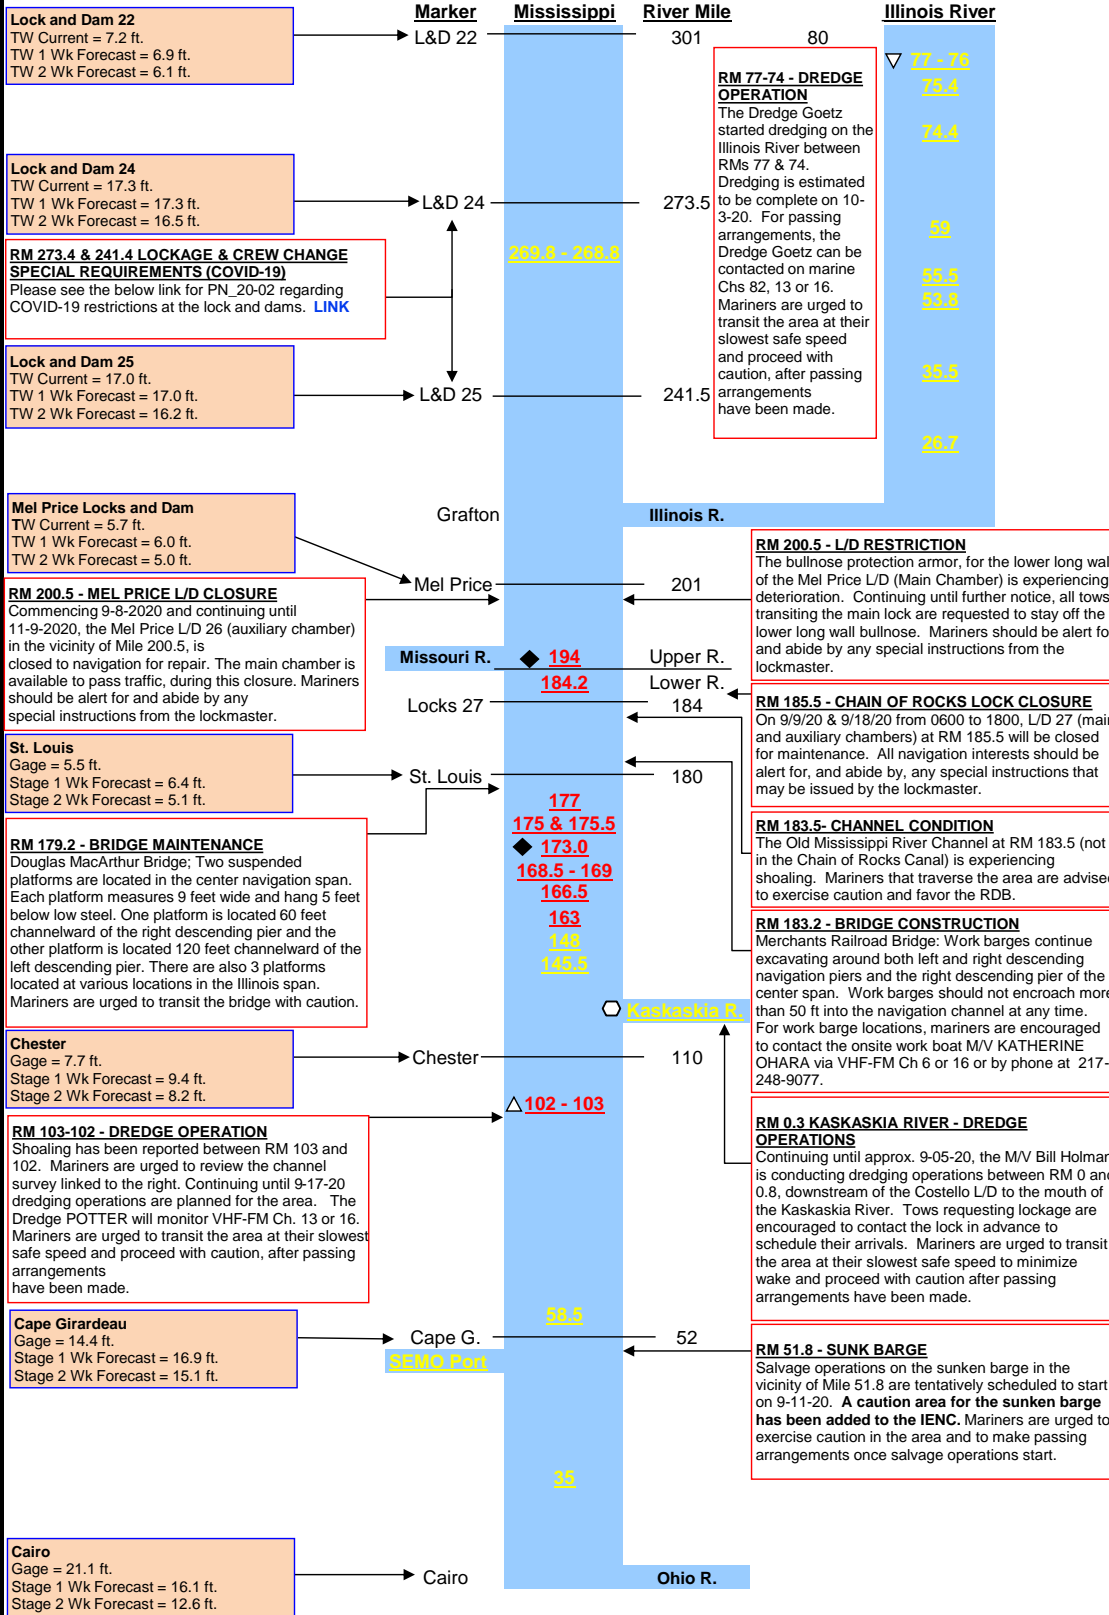 Marker Mississippi River Mile Illinois River
Lock and Dam 22
TW Current = 7.2 ft.
TW 1 Wk Forecast = 6.9 ft.
TW 2 Wk Forecast = 6.1 ft.
L&D 22 301 80
77 - 76
75.4
74.4
59
55.5
53.8
35.5
26.7
RM 77-74 - DREDGE
OPERATION
The Dredge Goetz
started dredging on the
Illinois River between
RMs 77 & 74.
Dredging is estimated
to be complete on 10-
3-20. For passing
arrangements, the
Dredge Goetz can be
contacted on marine
Chs 82, 13 or 16.
Mariners are urged to
transit the area at their
slowest safe speed
and proceed with
caution, after passing
arrangements
have been made.
Lock and Dam 24
TW Current = 17.3 ft.
TW 1 Wk Forecast = 17.3 ft.
TW 2 Wk Forecast = 16.5 ft.
L&D 24 273.5
RM 273.4 & 241.4 LOCKAGE & CREW CHANGE
SPECIAL REQUIREMENTS (COVID-19)
Please see the below link for PN_20-02 regarding
COVID-19 restrictions at the lock and dams. LINK
269.8 - 268.8
Lock and Dam 25
TW Current = 17.0 ft.
TW 1 Wk Forecast = 17.0 ft.
TW 2 Wk Forecast = 16.2 ft.
L&D 25 241.5
Mel Price Locks and Dam
TW Current = 5.7 ft.
TW 1 Wk Forecast = 6.0 ft.
TW 2 Wk Forecast = 5.0 ft.
Grafton Illinois R.
Mel Price 201
RM 200.5 - L/D RESTRICTION
The bullnose protection armor, for the lower long wal
of the Mel Price L/D (Main Chamber) is experiencing
deterioration. Continuing until further notice, all tows
transiting the main lock are requested to stay off the
lower long wall bullnose. Mariners should be alert fo
and abide by any special instructions from the
lockmaster.
RM 200.5 - MEL PRICE L/D CLOSURE
Commencing 9-8-2020 and continuing until
11-9-2020, the Mel Price L/D 26 (auxiliary chamber)
in the vicinity of Mile 200.5, is
closed to navigation for repair. The main chamber is
available to pass traffic, during this closure. Mariners
should be alert for and abide by any
special instructions from the lockmaster.
Missouri R. 194 Upper R.
184.2 Lower R.
Locks 27 184
RM 185.5 - CHAIN OF ROCKS LOCK CLOSURE
On 9/9/20 & 9/18/20 from 0600 to 1800, L/D 27 (main
and auxiliary chambers) at RM 185.5 will be closed
for maintenance. All navigation interests should be
alert for, and abide by, any special instructions that
may be issued by the lockmaster.
St. Louis
Gage = 5.5 ft.
Stage 1 Wk Forecast = 6.4 ft.
Stage 2 Wk Forecast = 5.1 ft.
St. Louis 180
177
175 & 175.5
173.0
168.5 - 169
166.5
163
148
145.5
RM 183.5- CHANNEL CONDITION
The Old Mississippi River Channel at RM 183.5 (not
in the Chain of Rocks Canal) is experiencing
shoaling. Mariners that traverse the area are advised
to exercise caution and favor the RDB.
RM 179.2 - BRIDGE MAINTENANCE
Douglas MacArthur Bridge; Two suspended
platforms are located in the center navigation span.
Each platform measures 9 feet wide and hang 5 feet
below low steel. One platform is located 60 feet
channelward of the right descending pier and the
other platform is located 120 feet channelward of the
left descending pier. There are also 3 platforms
located at various locations in the Illinois span.
Mariners are urged to transit the bridge with caution.
RM 183.2 - BRIDGE CONSTRUCTION
Merchants Railroad Bridge: Work barges continue
excavating around both left and right descending
navigation piers and the right descending pier of the
center span. Work barges should not encroach more
than 50 ft into the navigation channel at any time.
For work barge locations, mariners are encouraged
to contact the onsite work boat M/V KATHERINE
OHARA via VHF-FM Ch 6 or 16 or by phone at 217-
248-9077.
Kaskaskia R.
Chester
Gage = 7.7 ft.
Stage 1 Wk Forecast = 9.4 ft.
Stage 2 Wk Forecast = 8.2 ft.
Chester 110
102 - 103
RM 103-102 - DREDGE OPERATION
Shoaling has been reported between RM 103 and
102. Mariners are urged to review the channel
survey linked to the right. Continuing until 9-17-20
dredging operations are planned for the area. The
Dredge POTTER will monitor VHF-FM Ch. 13 or 16.
Mariners are urged to transit the area at their slowest
safe speed and proceed with caution, after passing
arrangements
have been made.
RM 0.3 KASKASKIA RIVER - DREDGE
OPERATIONS
Continuing until approx. 9-05-20, the M/V Bill Holman
is conducting dredging operations between RM 0 and
0.8, downstream of the Costello L/D to the mouth of
the Kaskaskia River. Tows requesting lockage are
encouraged to contact the lock in advance to
schedule their arrivals. Mariners are urged to transit
the area at their slowest safe speed to minimize
wake and proceed with caution after passing
arrangements have been made.
Cape Girardeau
Gage = 14.4 ft.
Stage 1 Wk Forecast = 16.9 ft.
Stage 2 Wk Forecast = 15.1 ft.
58.5
Cape G. 52
SEMO Port
RM 51.8 - SUNK BARGE
Salvage operations on the sunken barge in the
vicinity of Mile 51.8 are tentatively scheduled to start
on 9-11-20. A caution area for the sunken barge
has been added to the IENC. Mariners are urged to
exercise caution in the area and to make passing
arrangements once salvage operations start.
35
Cairo
Gage = 21.1 ft.
Stage 1 Wk Forecast = 16.1 ft.
Stage 2 Wk Forecast = 12.6 ft.
Cairo Ohio R.